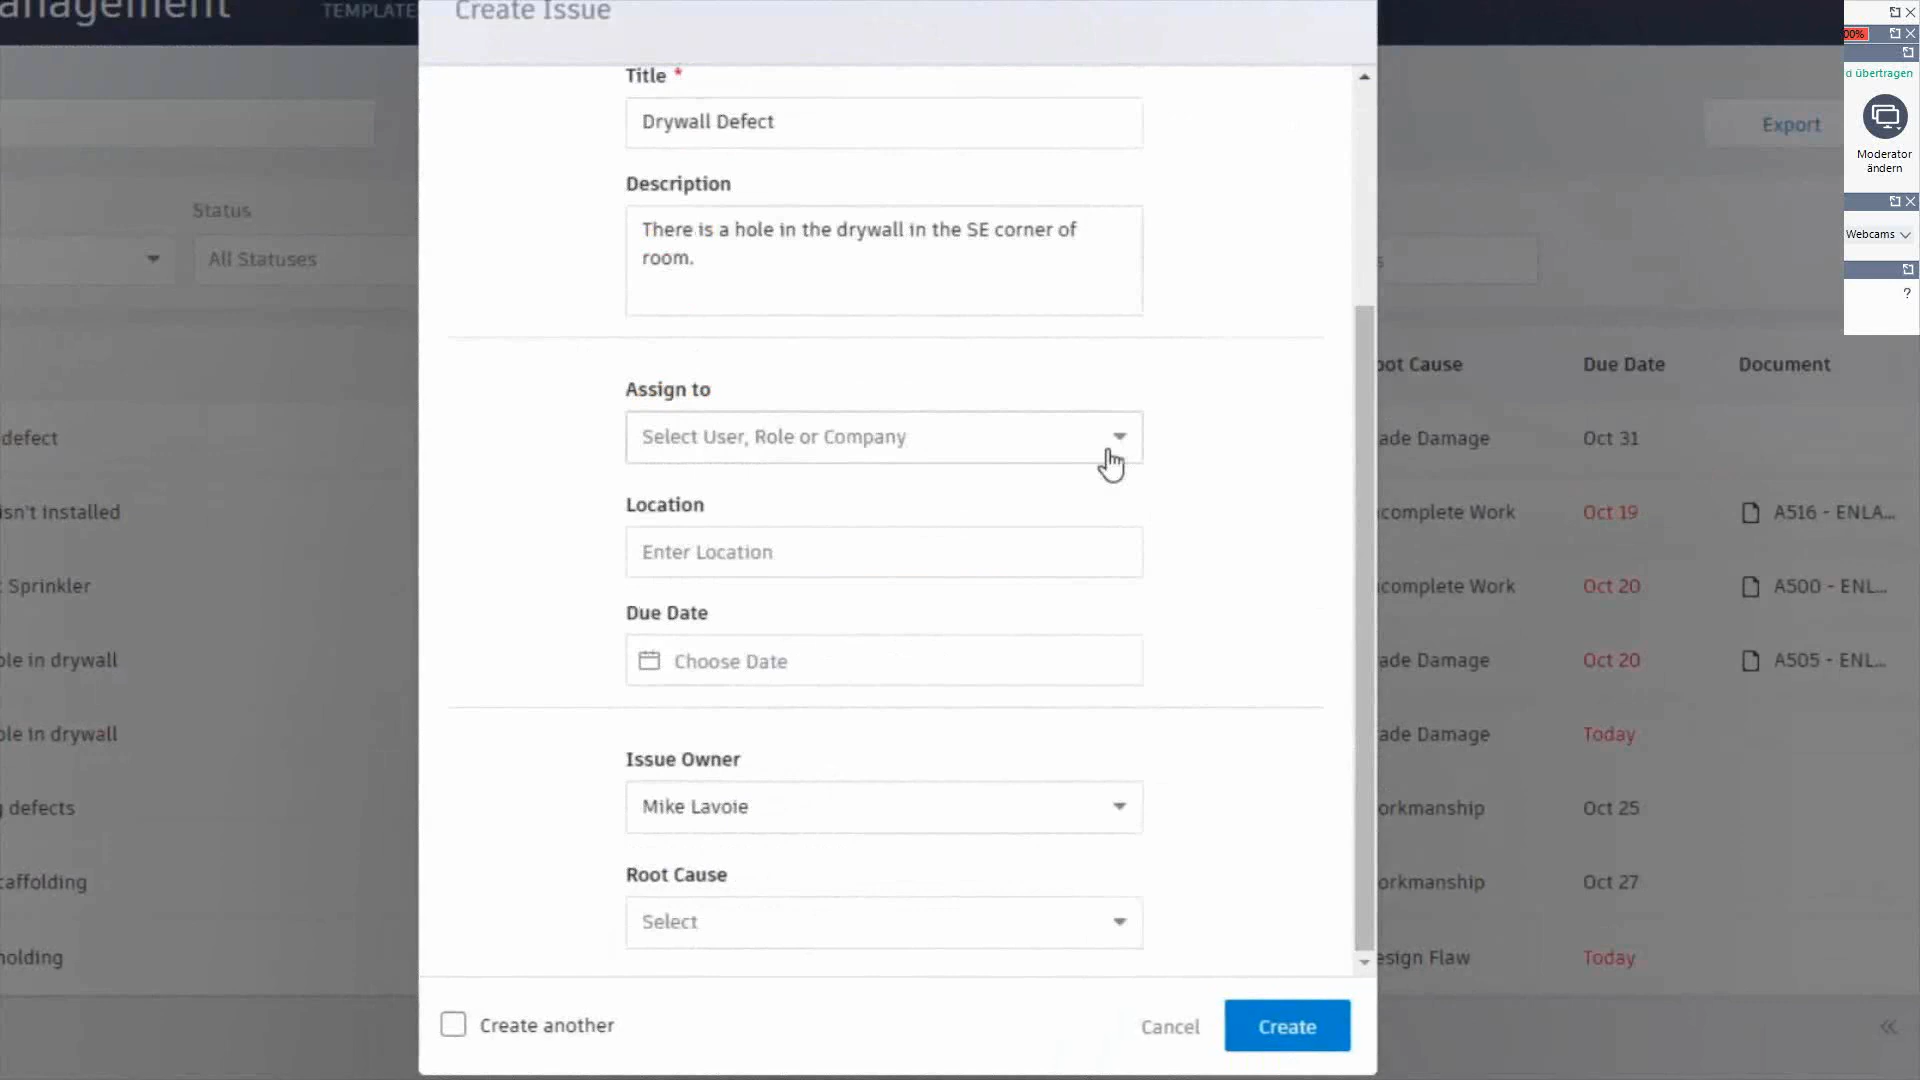 anagement
TEMPLATE
Create Issue
00%
d übertragen
Moderator
ändern
Webcams
?
Export
Title *
Drywall Defect
Description
There is a hole in the drywall in the SE corner of
room.
Status
All Statuses
s
Assign to
Select User, Role or Company
Location
Enter Location
Due Date
Choose Date
Issue Owner
Mike Lavoie
Root Cause
Select
Create another
Cancel
Create
oot Cause Due Date Document
defect ade Damage Oct 31
isn't installed complete Work Oct 19 A516 - ENLA...
: Sprinkler complete Work Oct 20 A500 - ENL...
ole in drywall ade Damage Oct 20 A505 - ENL...
ole in drywall ade Damage Today
g defects orkmanship Oct 25
caffolding orkmanship Oct 27
holding esign Flaw Today